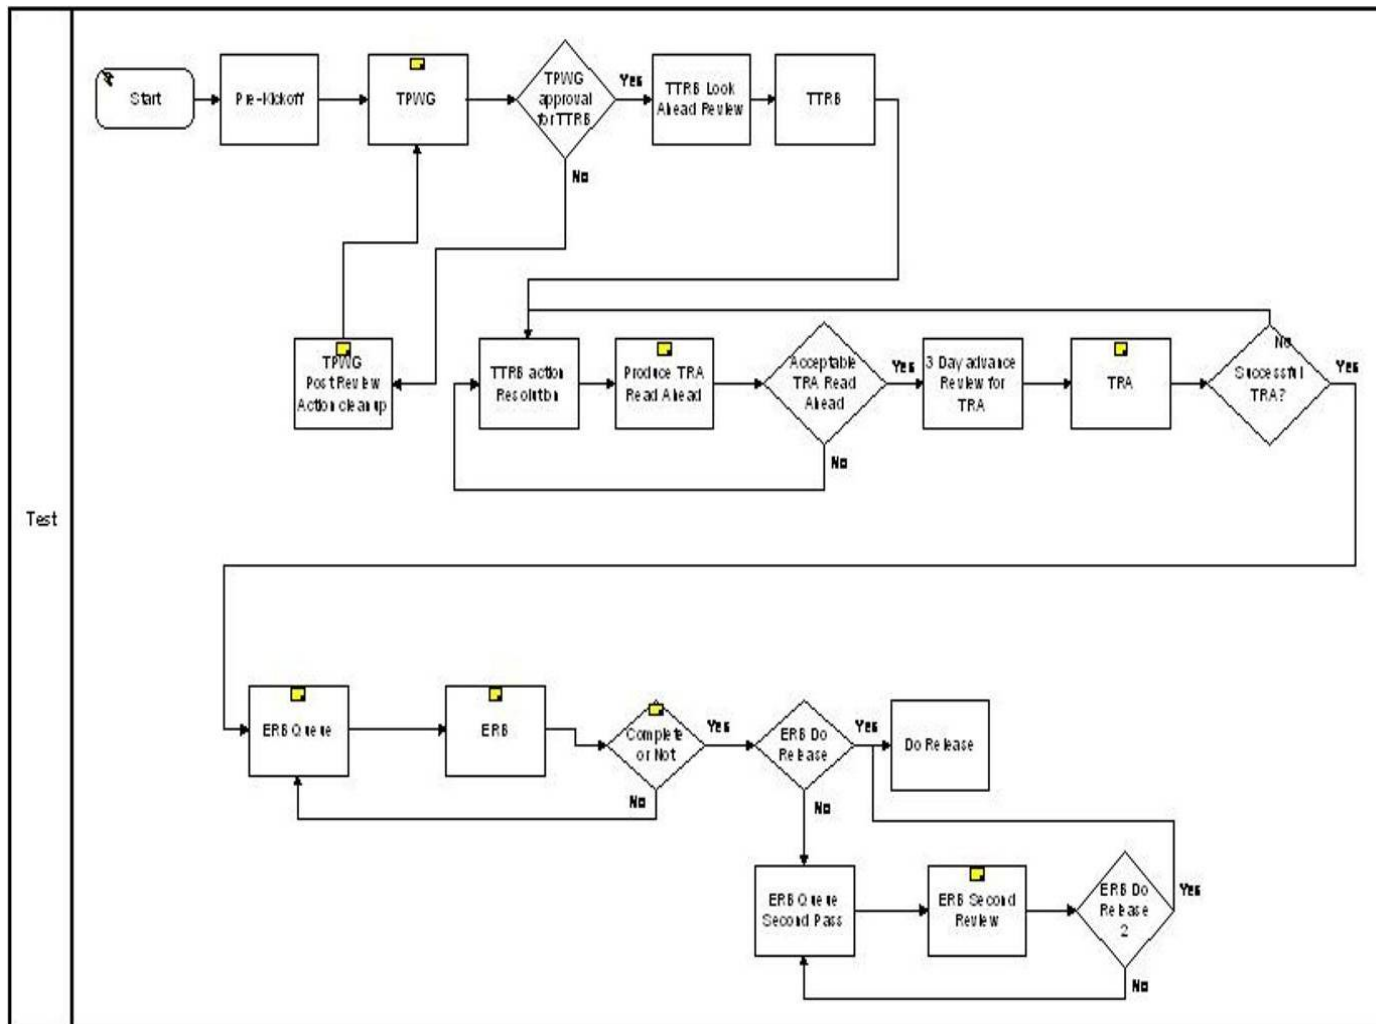 Start
Pre-Kickoff
TPWG
TPWG
approval
for TTRB
Yes
TTRB Look
Ahead Review
TTRB
No
TPWG
Post Review
Action cleanup
TTRB action
Resolution
Produce TRA
Read Ahead
Acceptable
TRA Read
Ahead
Yes
3 Day advance
Review for
TRA
TRA
No
Successful
TRA?
Yes
No
Test
ERB Queue
ERB
Complete
or Not
Yes
ERB Do
Release
Yes
Do Release
No
No
ERB Queue
Second Pass
ERB Second
Review
ERB Do
Release
2
Yes
No